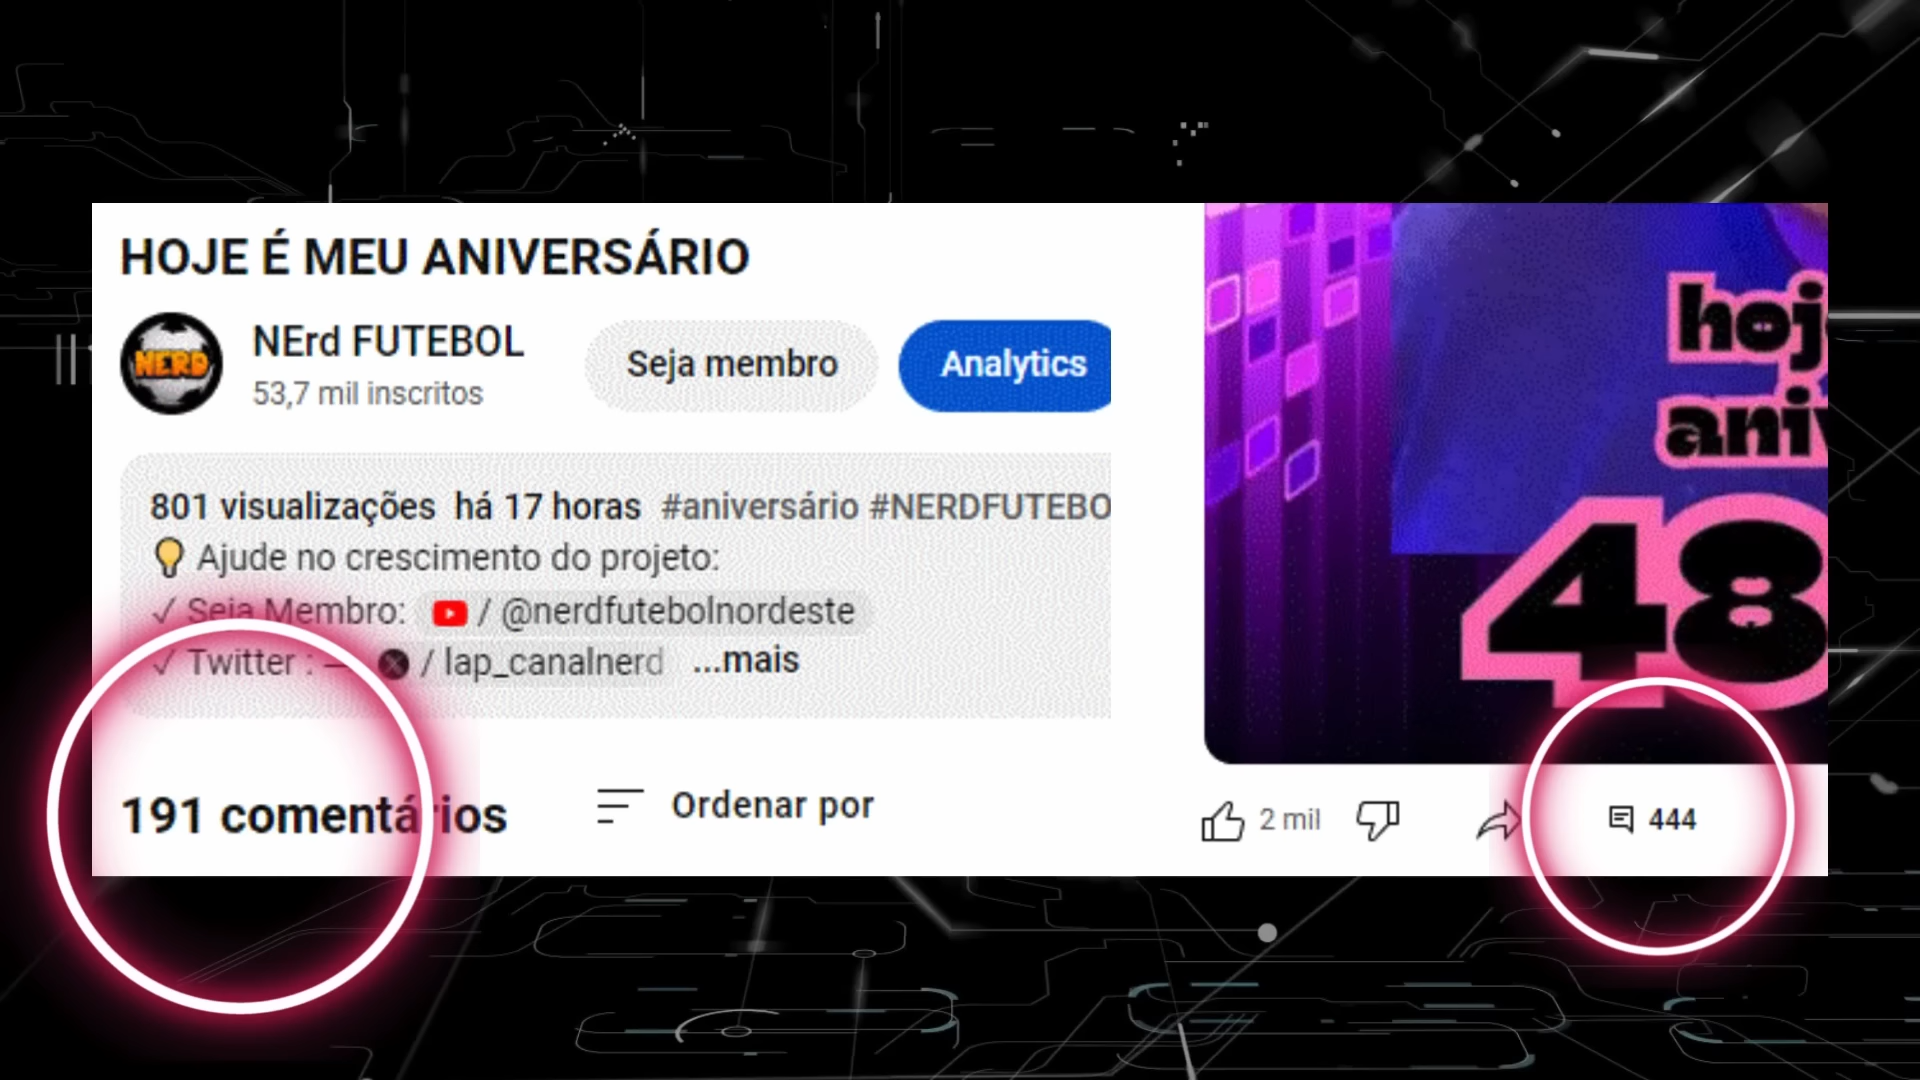 HOJE É MEU ANIVERSÁRIO
NERD
NErd FUTEBOL
53,7 mil inscritos
Seja membro
Analytics
801 visualizações há 17 horas #aniversário #NERDFUTEBO
Ajude no crescimento do projeto:
✓ Seja Membro: / @nerdfutebolnordeste
✓ Twitter : — X / lap_canalnerd ...mais
191 comentários
Ordenar por
hoj
aniv
48
2 mil
444